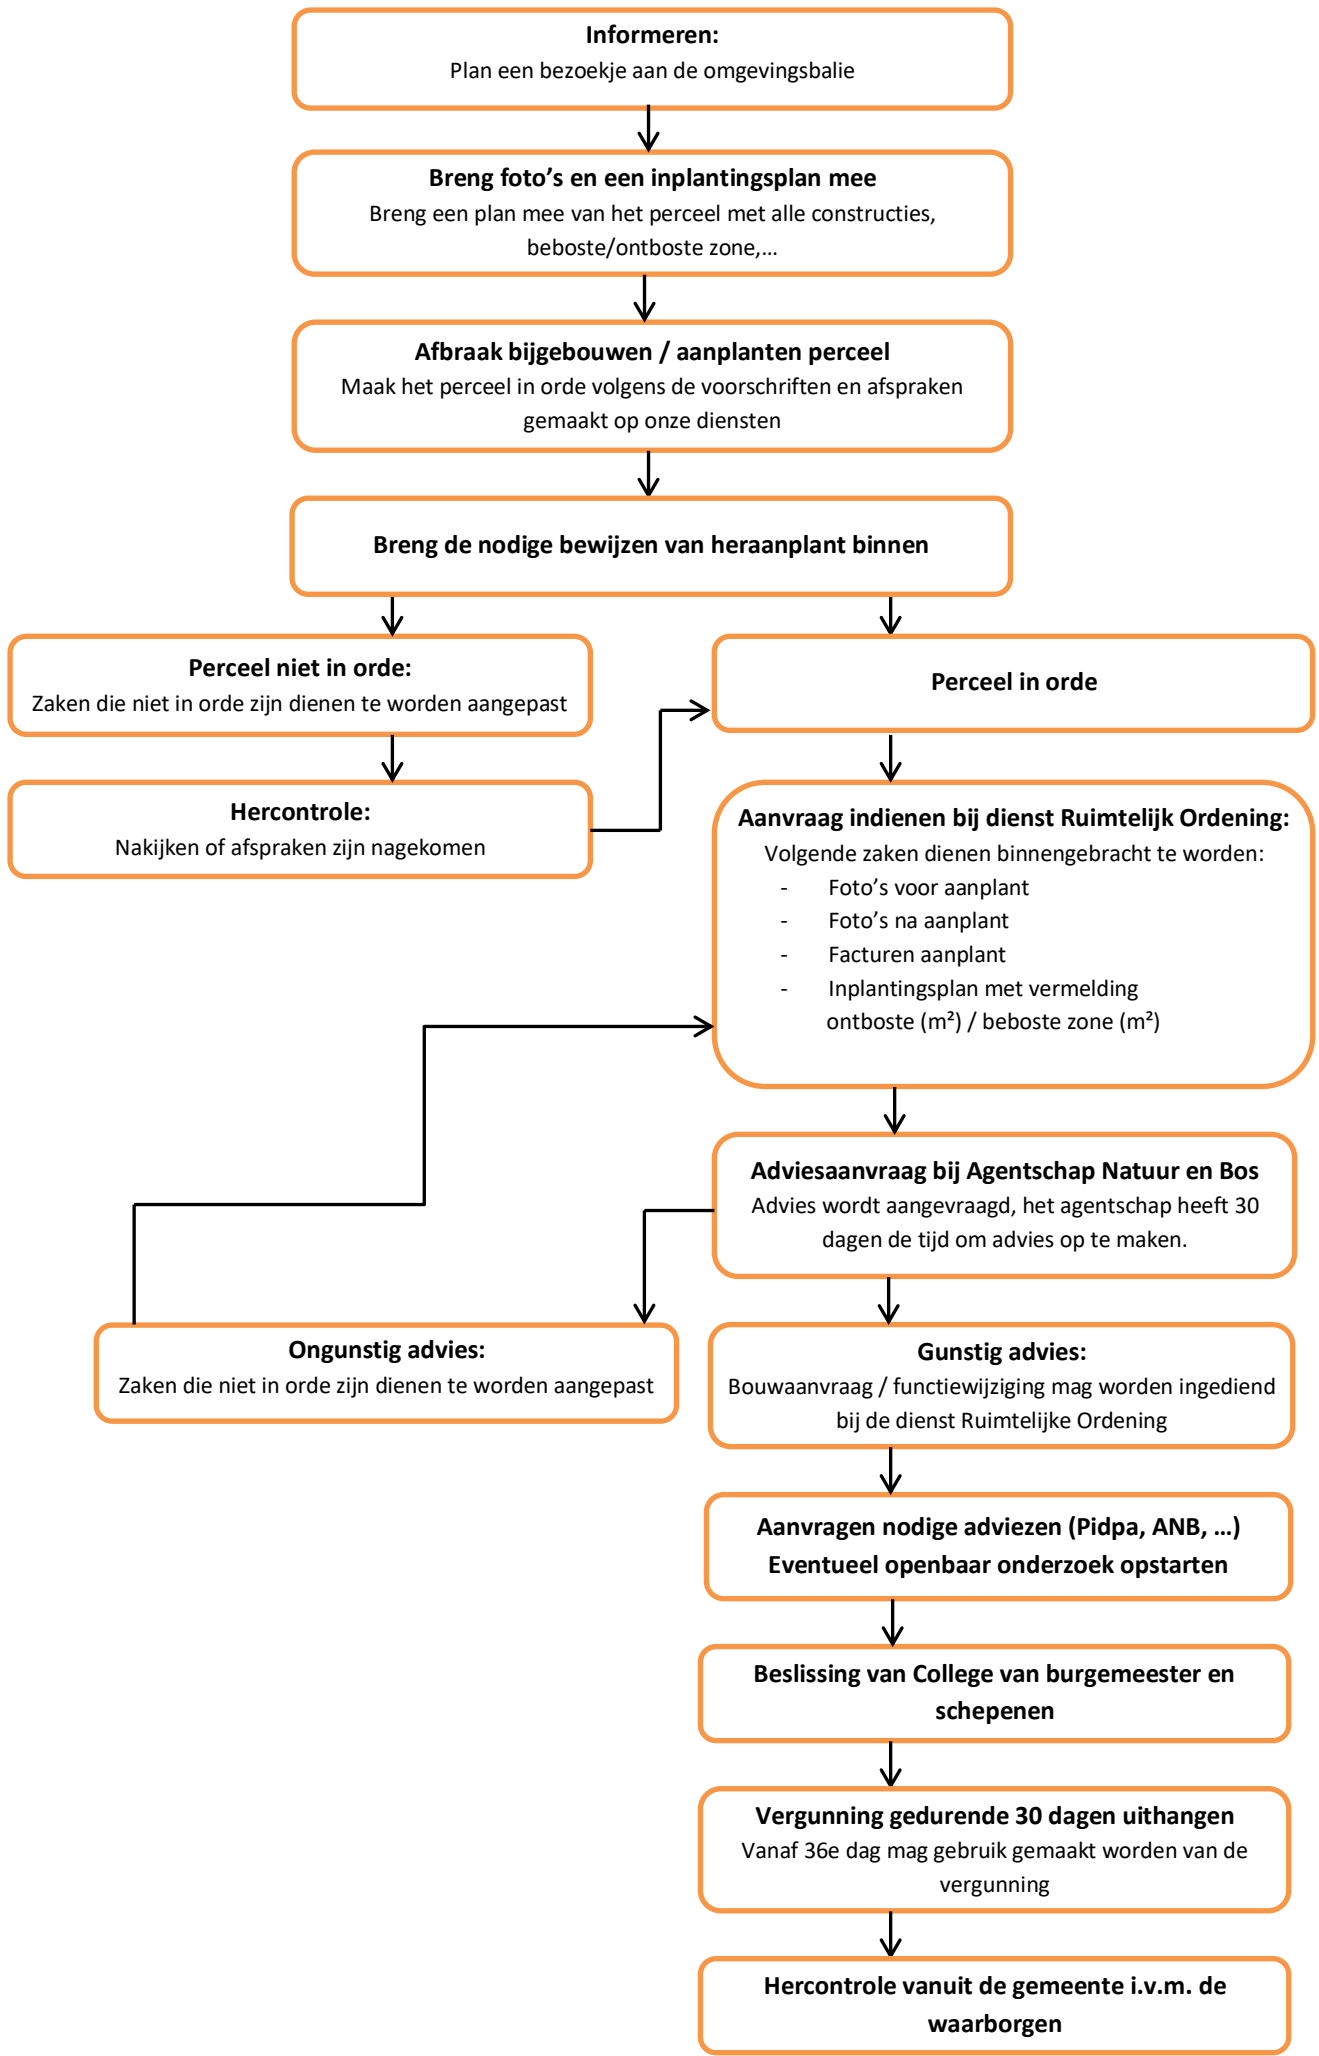 Informeren:
Plan een bezoekje aan de omgevingsbalie
Breng foto’s en een inplantingsplan mee
Breng een plan mee van het perceel met alle constructies,
beboste/ontboste zone,…
Afbraak bijgebouwen / aanplanten perceel
Maak het perceel in orde volgens de voorschriften en afspraken
gemaakt op onze diensten
Breng de nodige bewijzen van heraanplant binnen
Perceel niet in orde:
Zaken die niet in orde zijn dienen te worden aangepast
Perceel in orde
Hercontrole:
Nakijken of afspraken zijn nagekomen
Aanvraag indienen bij dienst Ruimtelijk Ordening:
Volgende zaken dienen binnengebracht te worden:
- Foto’s voor aanplant
- Foto’s na aanplant
- Facturen aanplant
- Inplantingsplan met vermelding
ontboste (m²) / beboste zone (m²)
Adviesaanvraag bij Agentschap Natuur en Bos
Advies wordt aangevraagd, het agentschap heeft 30
dagen de tijd om advies op te maken.
Ongunstig advies:
Zaken die niet in orde zijn dienen te worden aangepast
Gunstig advies:
Bouwaanvraag / functiewijziging mag worden ingediend
bij de dienst Ruimtelijke Ordening
Aanvragen nodige adviezen (Pidpa, ANB, …)
Eventueel openbaar onderzoek opstarten
Beslissing van College van burgemeester en
schepenen
Vergunning gedurende 30 dagen uithangen
Vanaf 36e dag mag gebruik gemaakt worden van de
vergunning
Hercontrole vanuit de gemeente i.v.m. de
waarborgen